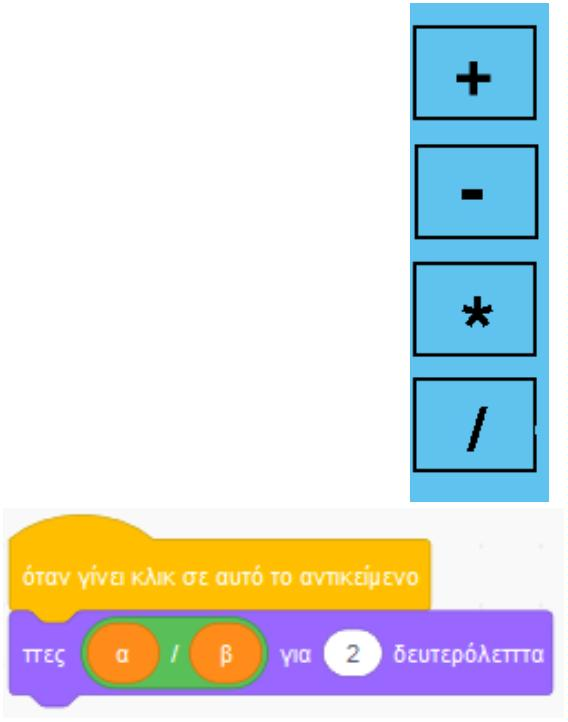 +
-
*
/
όταν γίνει κλικ σε αυτό το αντικείμενο
πες α / β για 2 δευτερόλεπτα